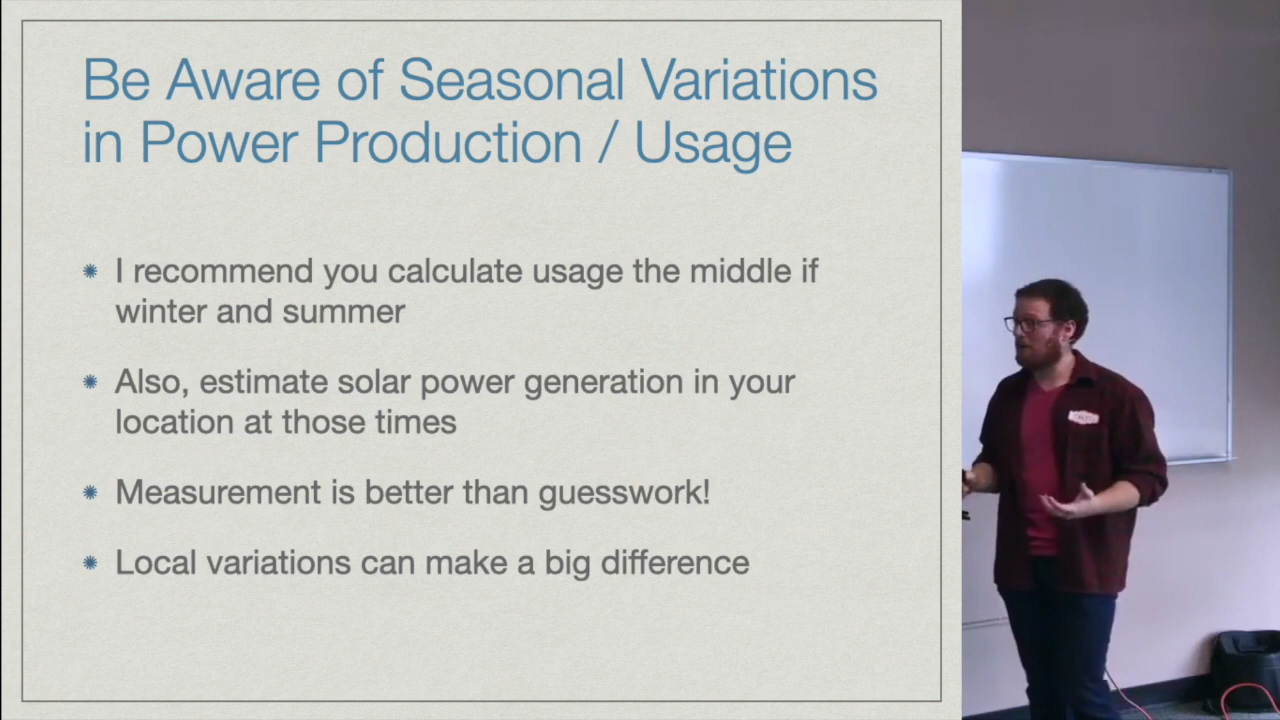 Be Aware of Seasonal Variations
in Power Production / Usage
I recommend you calculate usage the middle if
winter and summer
Also, estimate solar power generation in your
location at those times
Measurement is better than guesswork!
Local variations can make a big difference